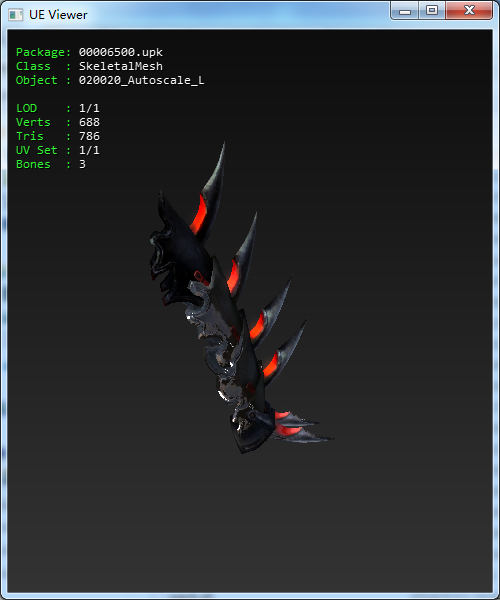 UE Viewer
Package: 00006500.upk
Class : SkeletalMesh
Object : 020020_Autoscale_L
LOD : 1/1
Verts : 688
Tris : 786
UV Set : 1/1
Bones : 3